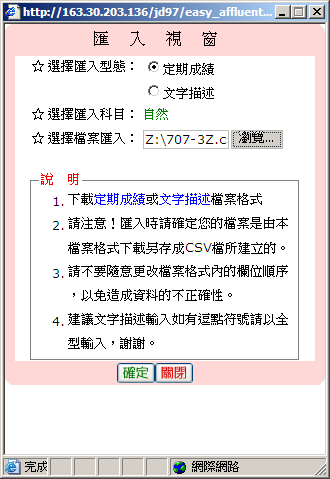 http://163.30.203.136/jd97/easy_affluent...
匯 入 視 窗
☆ 選擇匯入型態： 定期成績
文字描述
☆ 選擇匯入科目： 自然
☆ 選擇檔案匯入： Z:\707-3Z.c 瀏覽...
說 明
1. 下載定期成績或文字描述檔案格式
2. 請注意！匯入時請確定您的檔案是由本
檔案格式下載另存成CSV檔所建立的。
3. 請不要隨意更改檔案格式內的欄位順序
，以免造成資料的不正確性。
4. 建議文字描述輸入如有逗點符號請以全
型輸入，謝謝。
確定 關閉
完成 網際網路